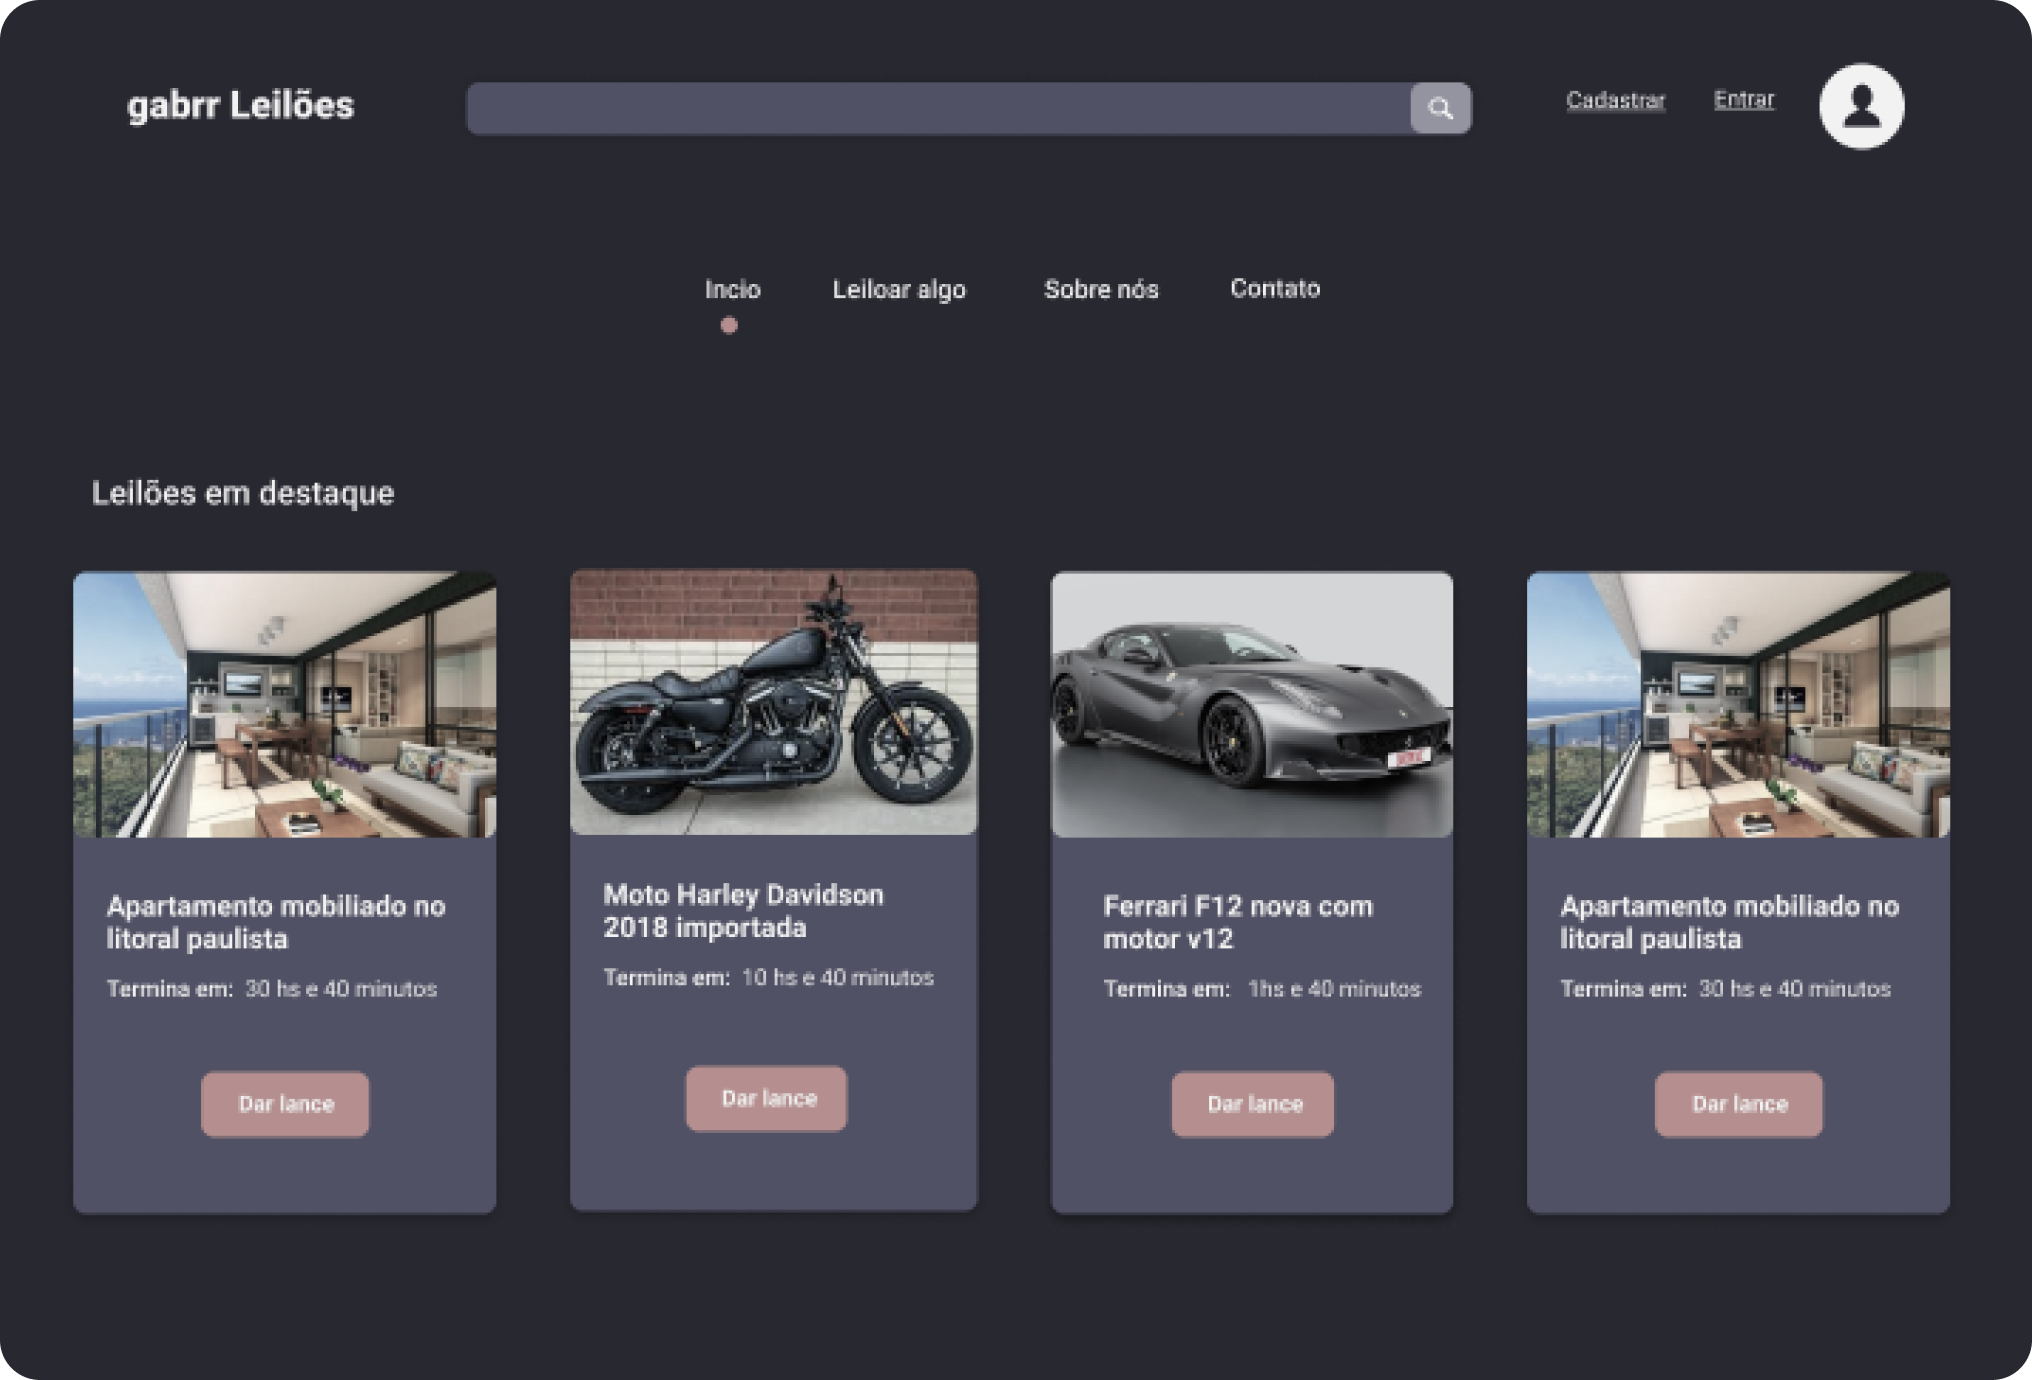 gabrr Leilões
Cadastrar
Entrar
Incio
Leiloar algo
Sobre nós
Contato
Leilões em destaque
Apartamento mobiliado no
litoral paulista
Termina em: 30 hs e 40 minutos
Dar lance
Moto Harley Davidson
2018 importada
Termina em: 10 hs e 40 minutos
Dar lance
Ferrari F12 nova com
motor v12
Termina em: 1hs e 40 minutos
Dar lance
Apartamento mobiliado no
litoral paulista
Termina em: 30 hs e 40 minutos
Dar lance